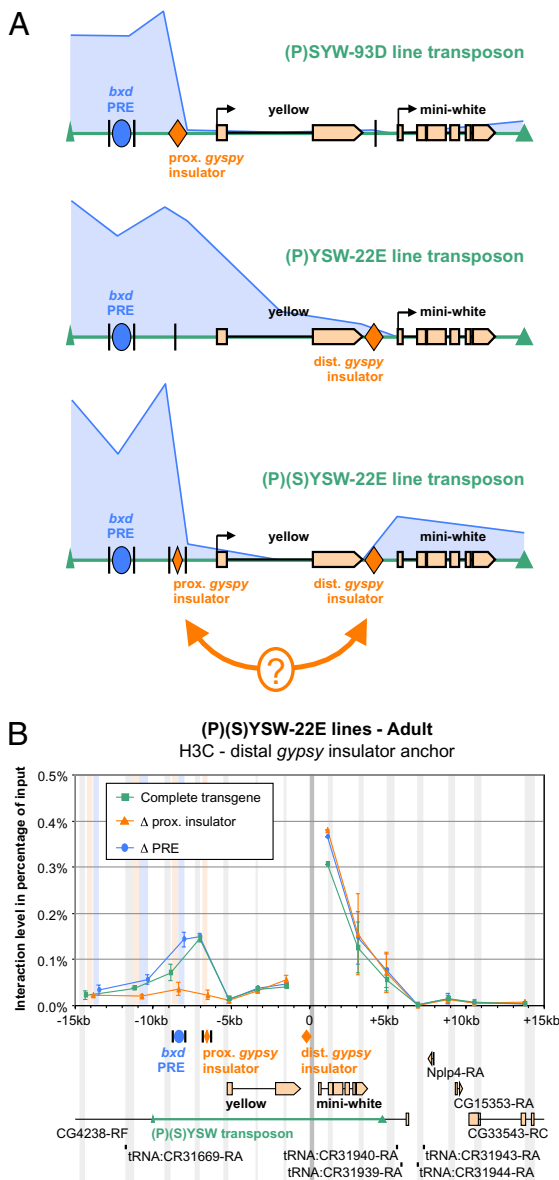 A
(P)SYW-93D line transposon
bxd
PRE
yellow
mini-white
prox. gyspy
insulator
(P)YSW-22E line transposon
bxd
PRE
yellow
mini-white
dist. gyspy
insulator
(P)(S)YSW-22E line transposon
bxd
PRE
yellow
mini-white
prox. gyspy
insulator
dist. gyspy
insulator
?
B
(P)(S)YSW-22E lines - Adult
H3C - distal gypsy insulator anchor
Interaction level in percentage of input
0.5%
0.4%
0.3%
0.2%
0.1%
0.0%
Complete transgene
Δ prox. insulator
Δ PRE
-15kb
-10kb
-5kb
0
+5kb
+10kb
+15kb
bxd
PRE
prox. gypsy
insulator
dist. gypsy
insulator
Nplp4-RA
yellow
mini-white
CG15353-RA
CG4238-RF
(P)(S)YSW transposon
CG33543-RC
tRNA:CR31669-RA
tRNA:CR31940-RA
tRNA:CR31943-RA
tRNA:CR31939-RA
tRNA:CR31944-RA